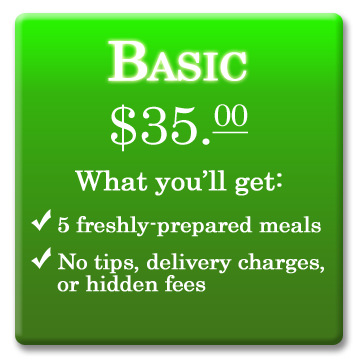 BASIC
$35.00
What you’ll get:
✓ 5 freshly-prepared meals
✓ No tips, delivery charges,
or hidden fees